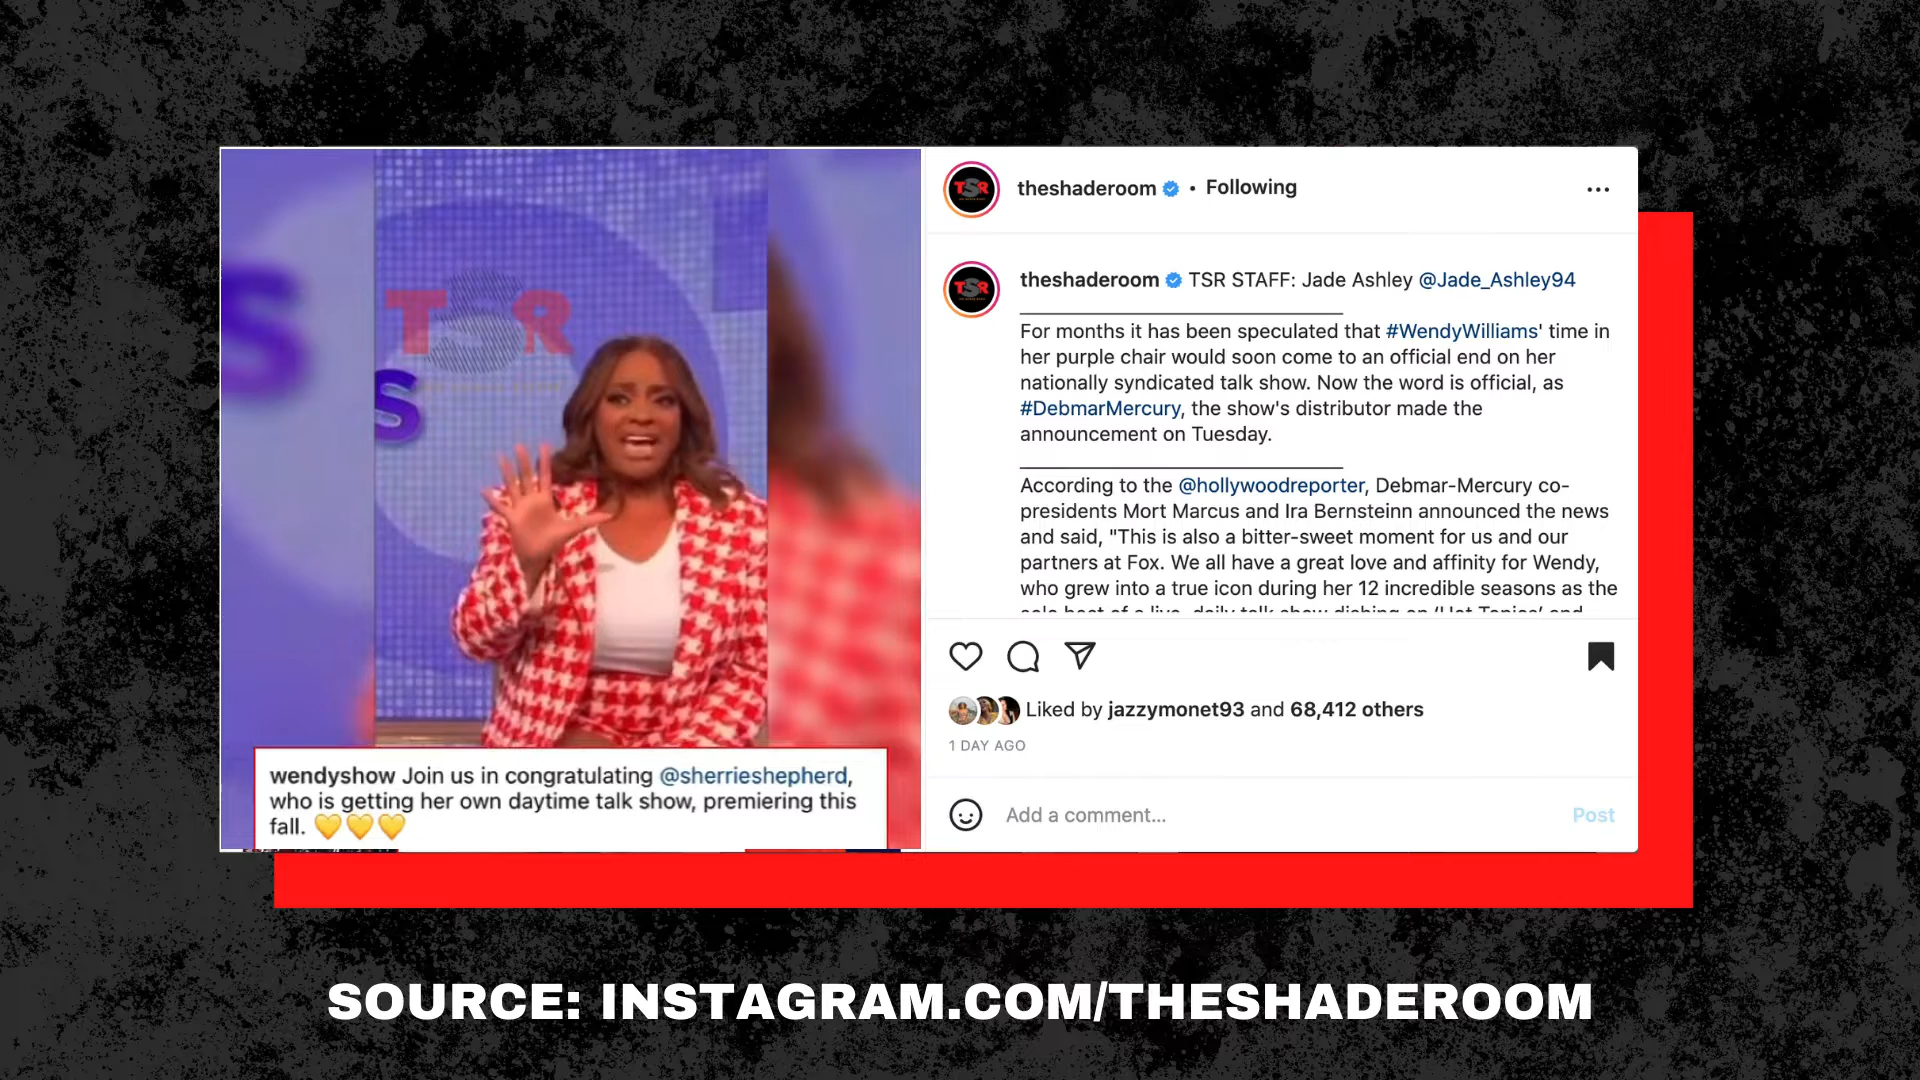 S
TSR
S
wendyshow Join us in congratulating @sherrieshepherd,
who is getting her own daytime talk show, premiering this
fall. 💛💛💛
TSR
theshaderoom • Following
TSR
theshaderoom TSR STAFF: Jade Ashley @Jade_Ashley94
For months it has been speculated that #WendyWilliams' time in
her purple chair would soon come to an official end on her
nationally syndicated talk show. Now the word is official, as
#DebmarMercury, the show's distributor made the
announcement on Tuesday.
According to the @hollywoodreporter, Debmar-Mercury co-
presidents Mort Marcus and Ira Bernsteinn announced the news
and said, "This is also a bitter-sweet moment for us and our
partners at Fox. We all have a great love and affinity for Wendy,
who grew into a true icon during her 12 incredible seasons as the
Liked by jazzymonet93 and 68,412 others
1 DAY AGO
Add a comment...
Post
SOURCE: INSTAGRAM.COM/THESHADEROOM